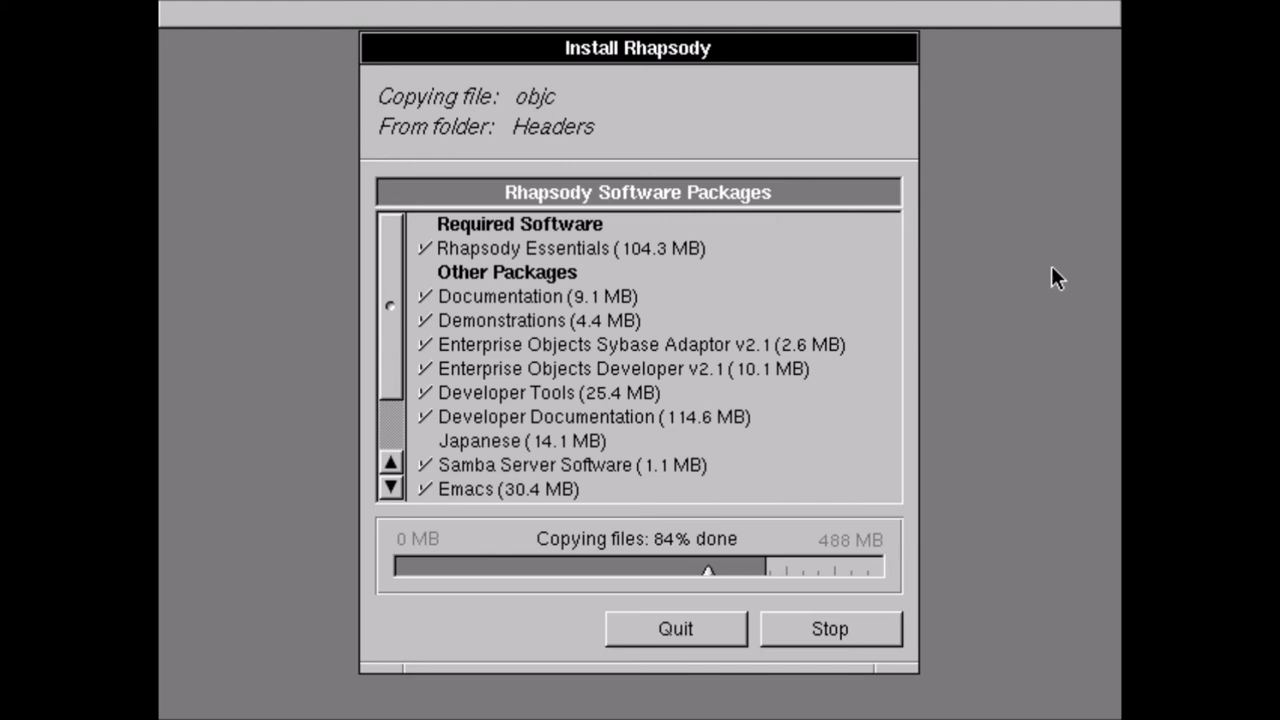 Install Rhapsody
Copying file: objc
From folder: Headers
Rhapsody Software Packages
Required Software
Rhapsody Essentials (104.3 MB)
Other Packages
Documentation (9.1 MB)
Demonstrations (4.4 MB)
Enterprise Objects Sybase Adaptor v2.1 (2.6 MB)
Enterprise Objects Developer v2.1 (10.1 MB)
Developer Tools (25.4 MB)
Developer Documentation (114.6 MB)
Japanese (14.1 MB)
Samba Server Software (1.1 MB)
Emacs (30.4 MB)
0 MB Copying files: 84% done 488 MB
Quit Stop